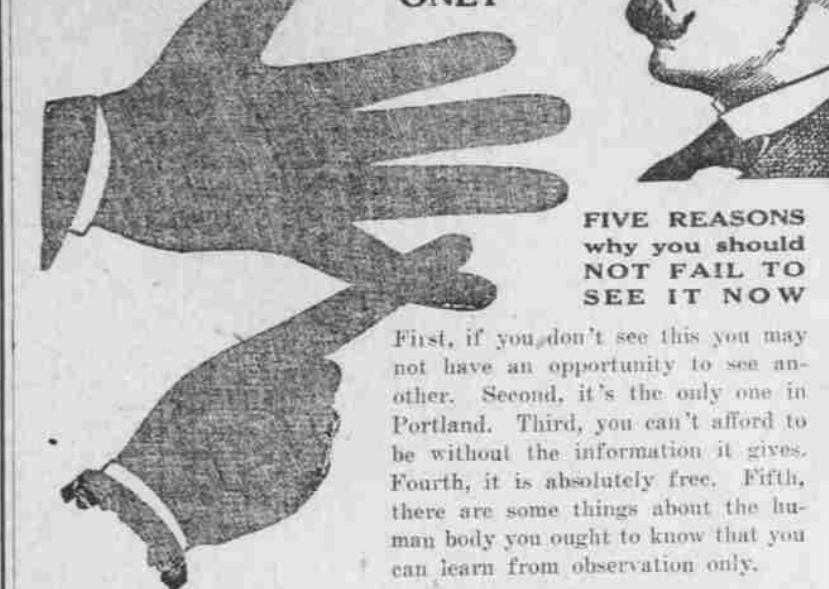 ONLY
FIVE REASONS
why you should
NOT FAIL TO
SEE IT NOW
First, if you don't see this you may
not have an opportunity to see an-
other. Second, it's the only one in
Portland. Third, you can't afford to
be without the information it gives.
Fourth, it is absolutely free. Fifth,
there are some things about the hu-
man body you ought to know that you
can learn from observation only.